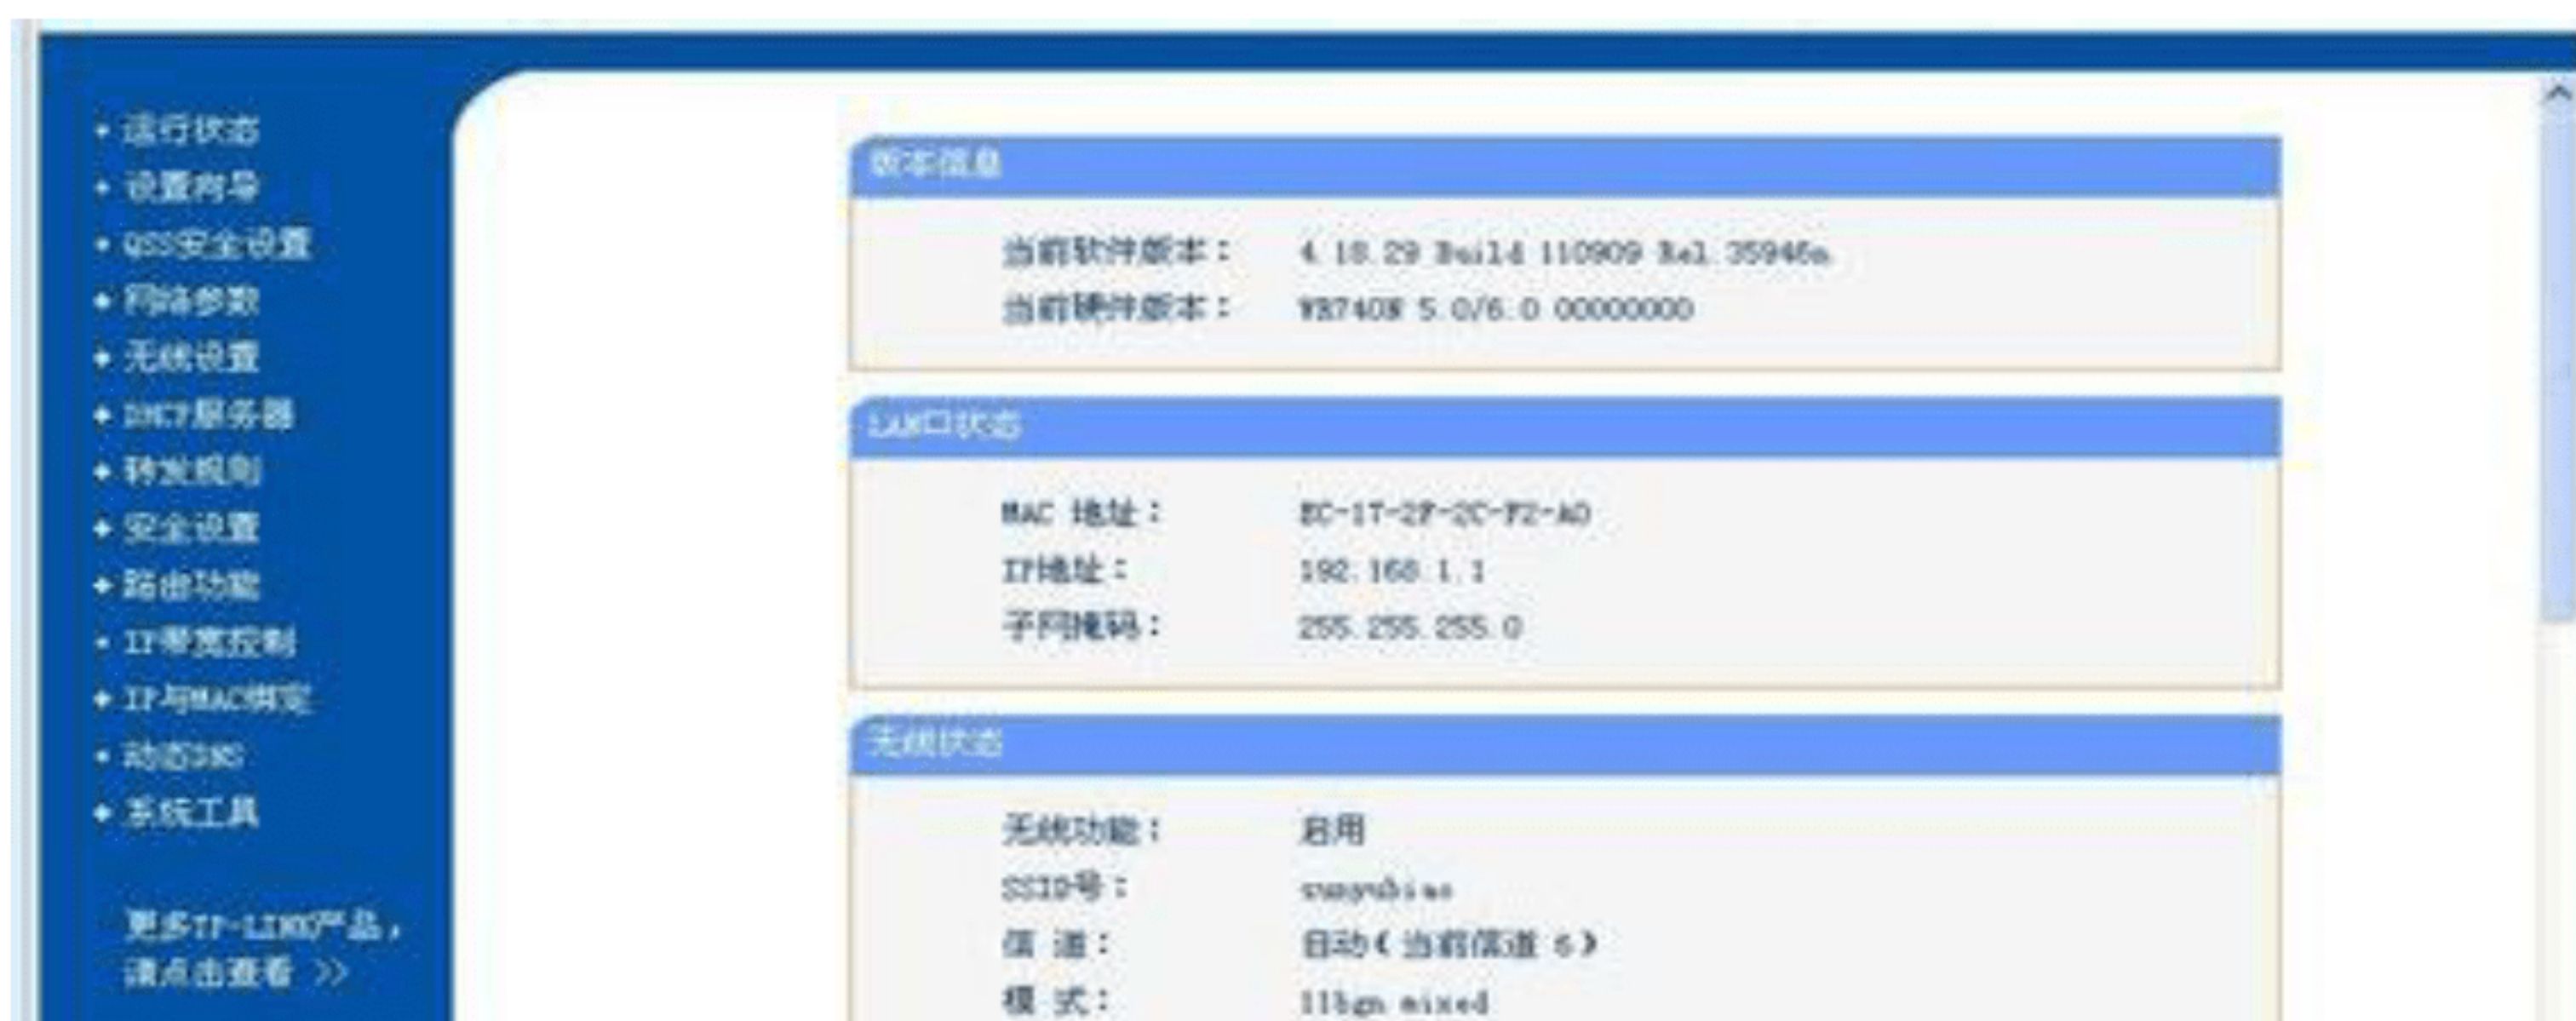 运行状态
设置向导
QSS安全设置
网络参数
无线设置
DHCP服务器
转发规则
安全设置
路由功能
IP带宽控制
IP与MAC绑定
动态DNS
系统工具
更多TP-LINK产品,
请点击查看 >>
版本信息
当前软件版本: 4.18.29 Build 110909 Rel.35946n
当前硬件版本: WR740N 5.0/6.0 00000000
LAN口状态
MAC 地址: EC-17-2F-2C-F2-A0
IP地址: 192.168.1.1
子网掩码: 255.255.255.0
无线状态
无线功能: 启用
SSID号: sunyubiao
信 道: 自动(当前信道 6)
模 式: 11bgn mixed